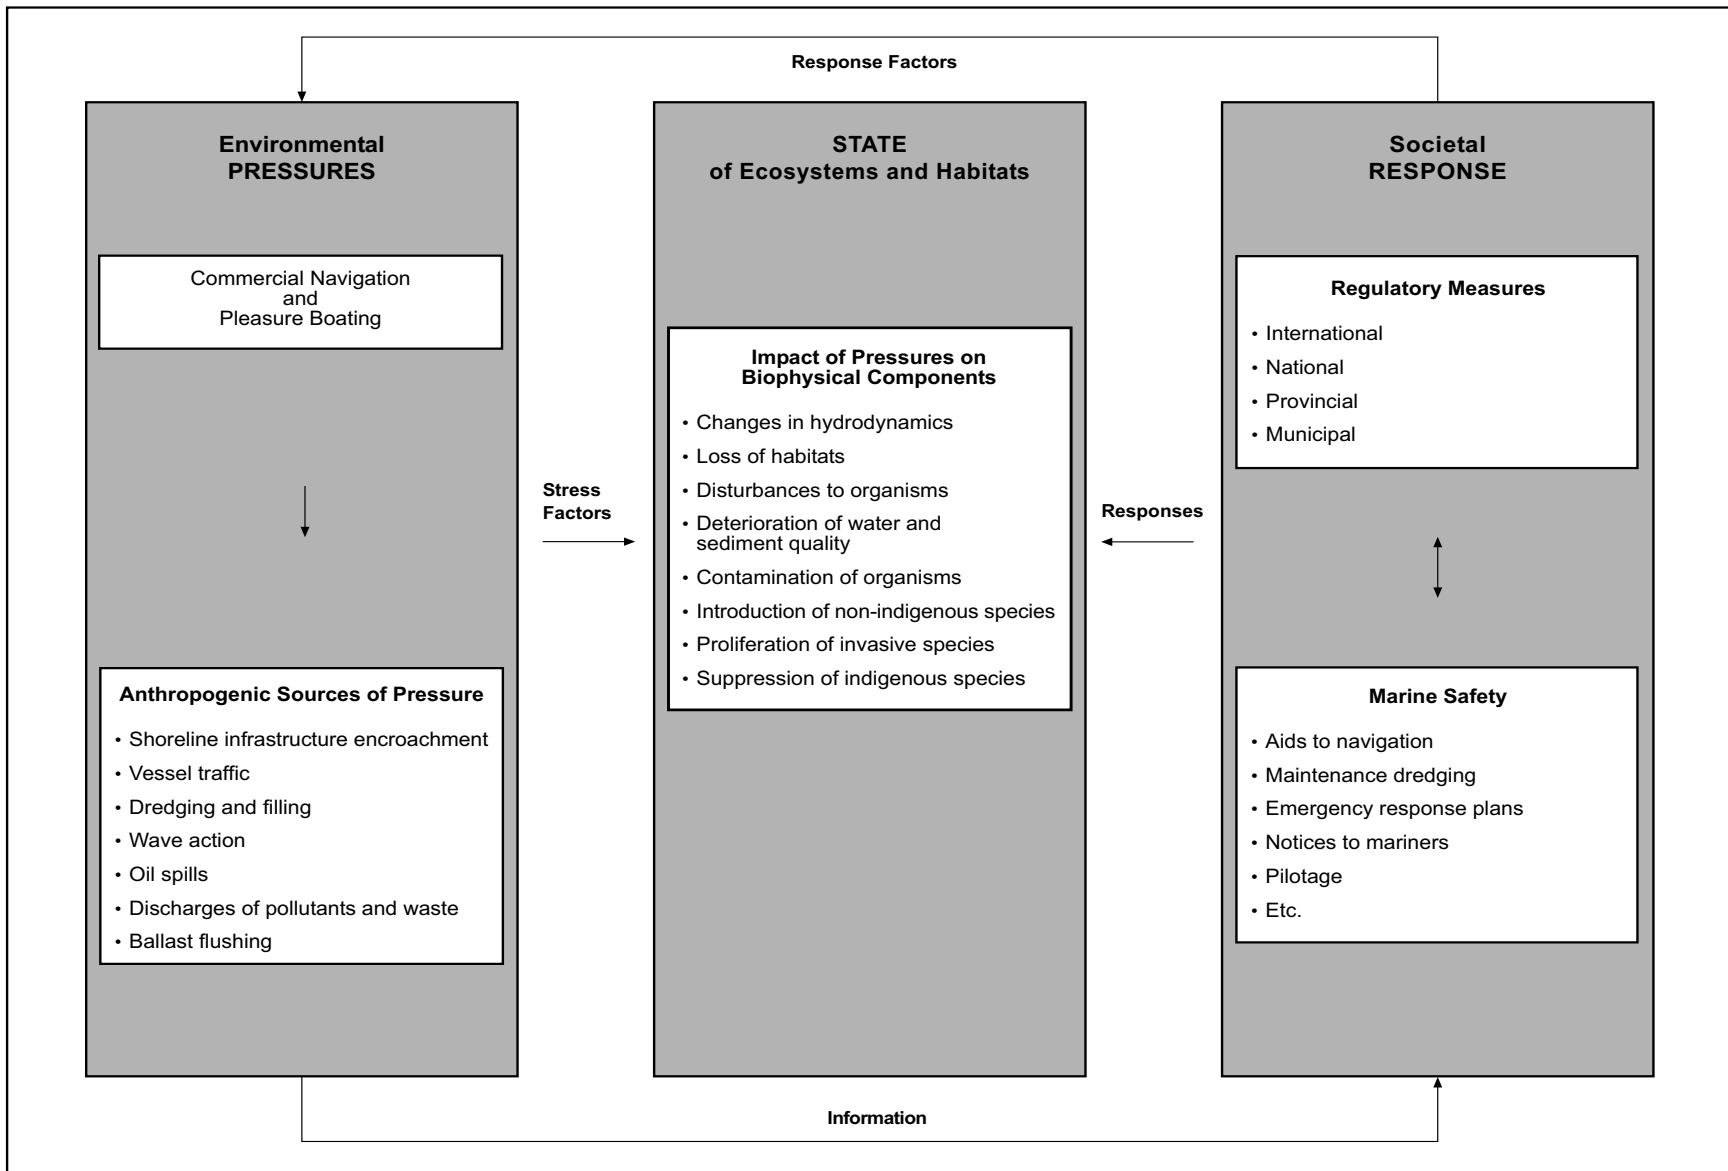 Response Factors
Environmental
PRESSURES
Commercial Navigation
and
Pleasure Boating
Anthropogenic Sources of Pressure
• Shoreline infrastructure encroachment
• Vessel traffic
• Dredging and filling
• Wave action
• Oil spills
• Discharges of pollutants and waste
• Ballast flushing
Stress
Factors
STATE
of Ecosystems and Habitats
Impact of Pressures on
Biophysical Components
• Changes in hydrodynamics
• Loss of habitats
• Disturbances to organisms
• Deterioration of water and
sediment quality
• Contamination of organisms
• Introduction of non-indigenous species
• Proliferation of invasive species
• Suppression of indigenous species
Responses
Societal
RESPONSE
Regulatory Measures
• International
• National
• Provincial
• Municipal
Marine Safety
• Aids to navigation
• Maintenance dredging
• Emergency response plans
• Notices to mariners
• Pilotage
• Etc.
Information